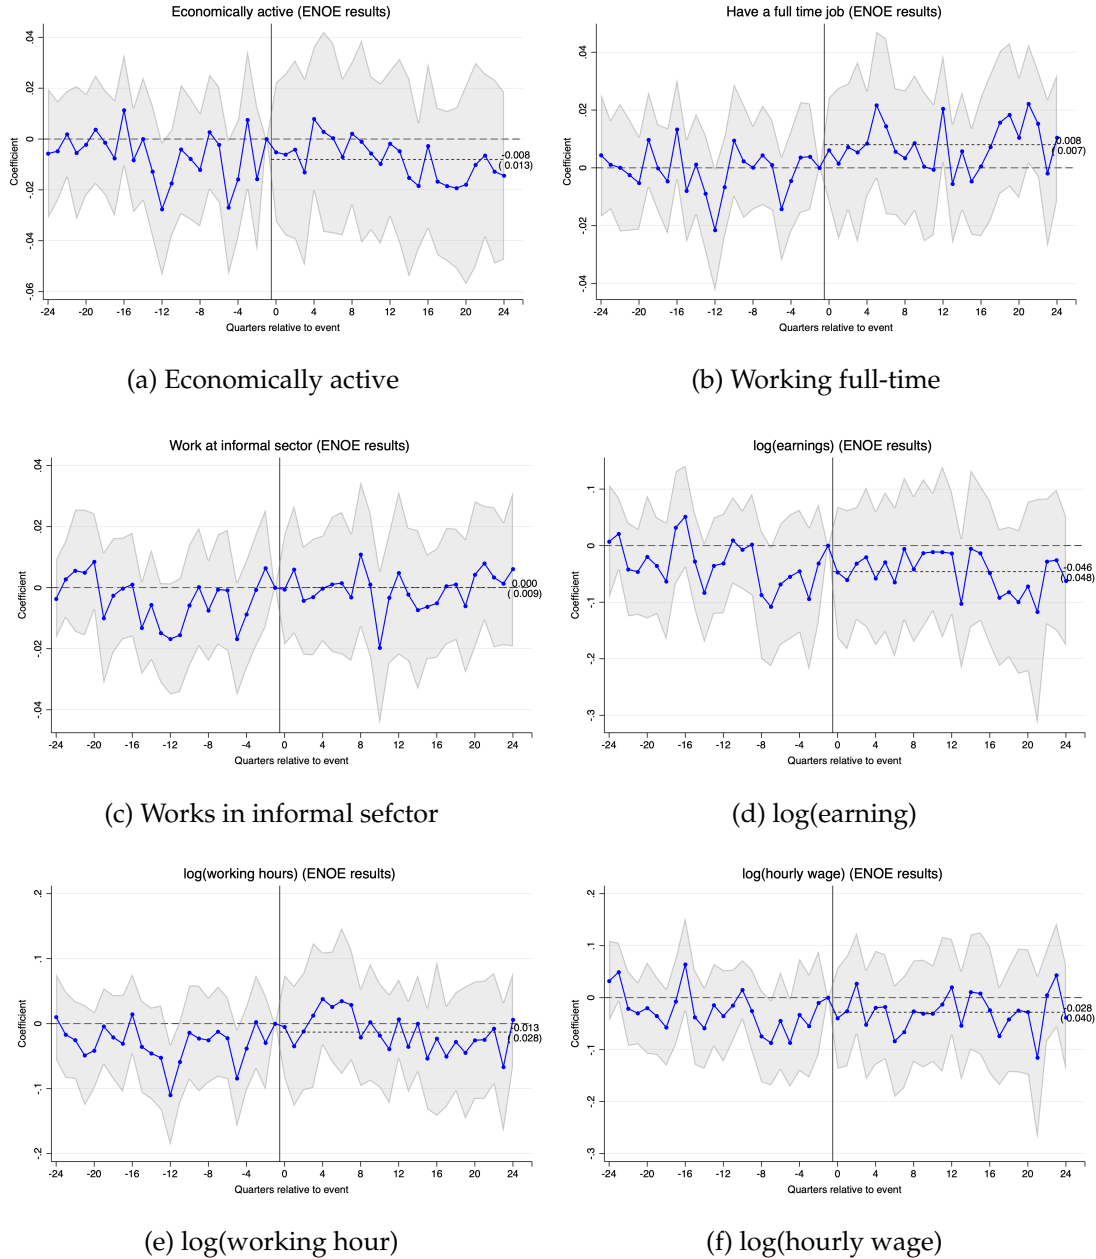 Economically active (ENOE results)
Coefficient
.04
.02
0
-.02
-.04
-.06
-0.008
( 0.013)
-24 -20 -16 -12 -8 -4 0 4 8 12 16 20 24
Quarters relative to event
(a) Economically active
Have a full time job (ENOE results)
Coefficient
.04
.02
0
-.02
-.04
0.008
( 0.007)
-24 -20 -16 -12 -8 -4 0 4 8 12 16 20 24
Quarters relative to event
(b) Working full-time
Work at informal sector (ENOE results)
Coefficient
.04
.02
0
-.02
-.04
0.000
( 0.009)
-24 -20 -16 -12 -8 -4 0 4 8 12 16 20 24
Quarters relative to event
(c) Works in informal sefctor
log(earnings) (ENOE results)
Coefficient
.1
0
-.1
-.2
-.3
-0.046
( 0.048)
-24 -20 -16 -12 -8 -4 0 4 8 12 16 20 24
Quarters relative to event
(d) log(earning)
log(working hours) (ENOE results)
Coefficient
.2
.1
0
-.1
-.2
-0.013
( 0.028)
-24 -20 -16 -12 -8 -4 0 4 8 12 16 20 24
Quarters relative to event
(e) log(working hour)
log(hourly wage) (ENOE results)
Coefficient
.2
.1
0
-.1
-.2
-.3
-0.028
( 0.040)
-24 -20 -16 -12 -8 -4 0 4 8 12 16 20 24
Quarters relative to event
(f) log(hourly wage)